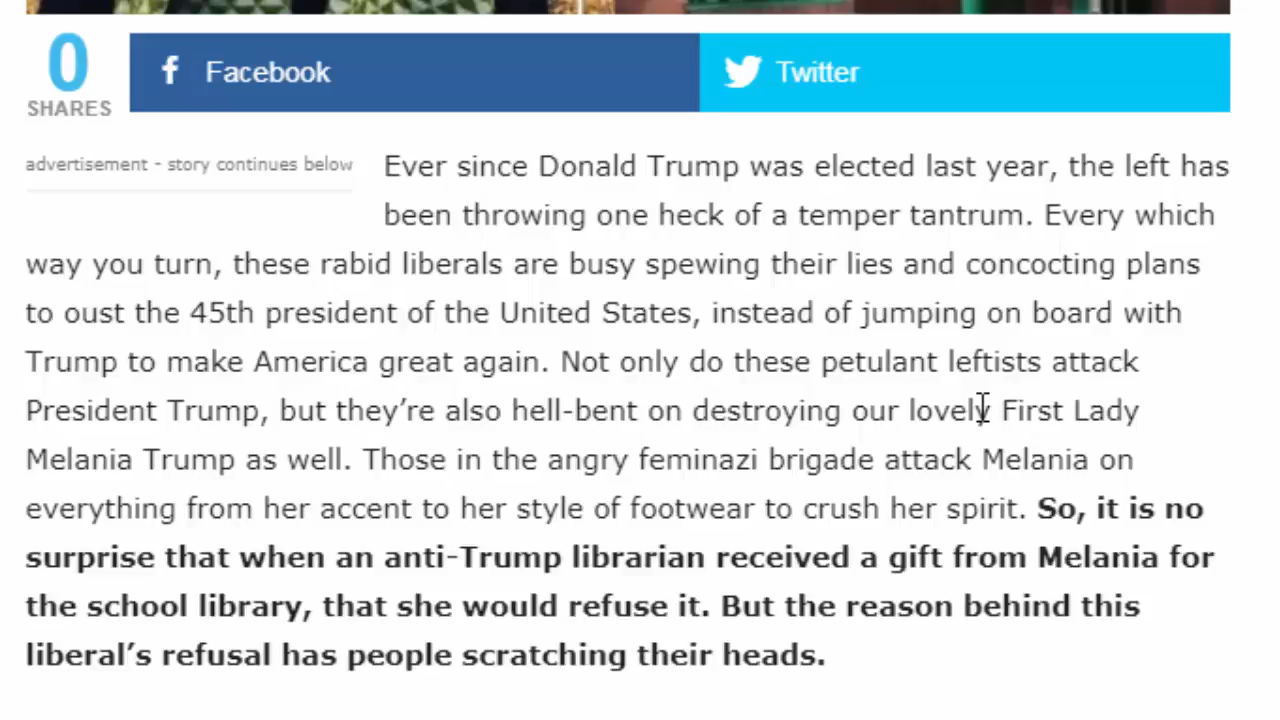 0
SHARES
Facebook
Twitter
advertisement - story continues below
Ever since Donald Trump was elected last year, the left has
been throwing one heck of a temper tantrum. Every which
way you turn, these rabid liberals are busy spewing their lies and concocting plans
to oust the 45th president of the United States, instead of jumping on board with
Trump to make America great again. Not only do these petulant leftists attack
President Trump, but they’re also hell-bent on destroying our lovely First Lady
Melania Trump as well. Those in the angry feminazi brigade attack Melania on
everything from her accent to her style of footwear to crush her spirit. So, it is no
surprise that when an anti-Trump librarian received a gift from Melania for
the school library, that she would refuse it. But the reason behind this
liberal’s refusal has people scratching their heads.